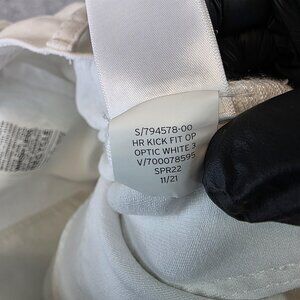 S/794578-00
HR KICK FIT OP
OPTIC WHITE 3
V/700078595
SPR22
11/21